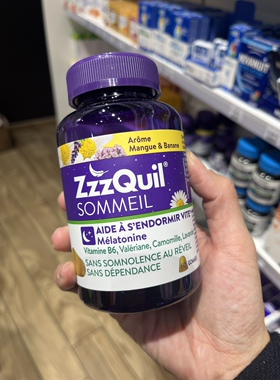 Arôme
Mangue & Banane
ZzzQuil®
SOMMEIL
AIDE À S'ENDORMIR VITE
Mélatonine
Vitamine B6, Valériane, Camomille,
SANS SOMNOLENCE AU RÉVEIL
SANS DÉPENDANCE